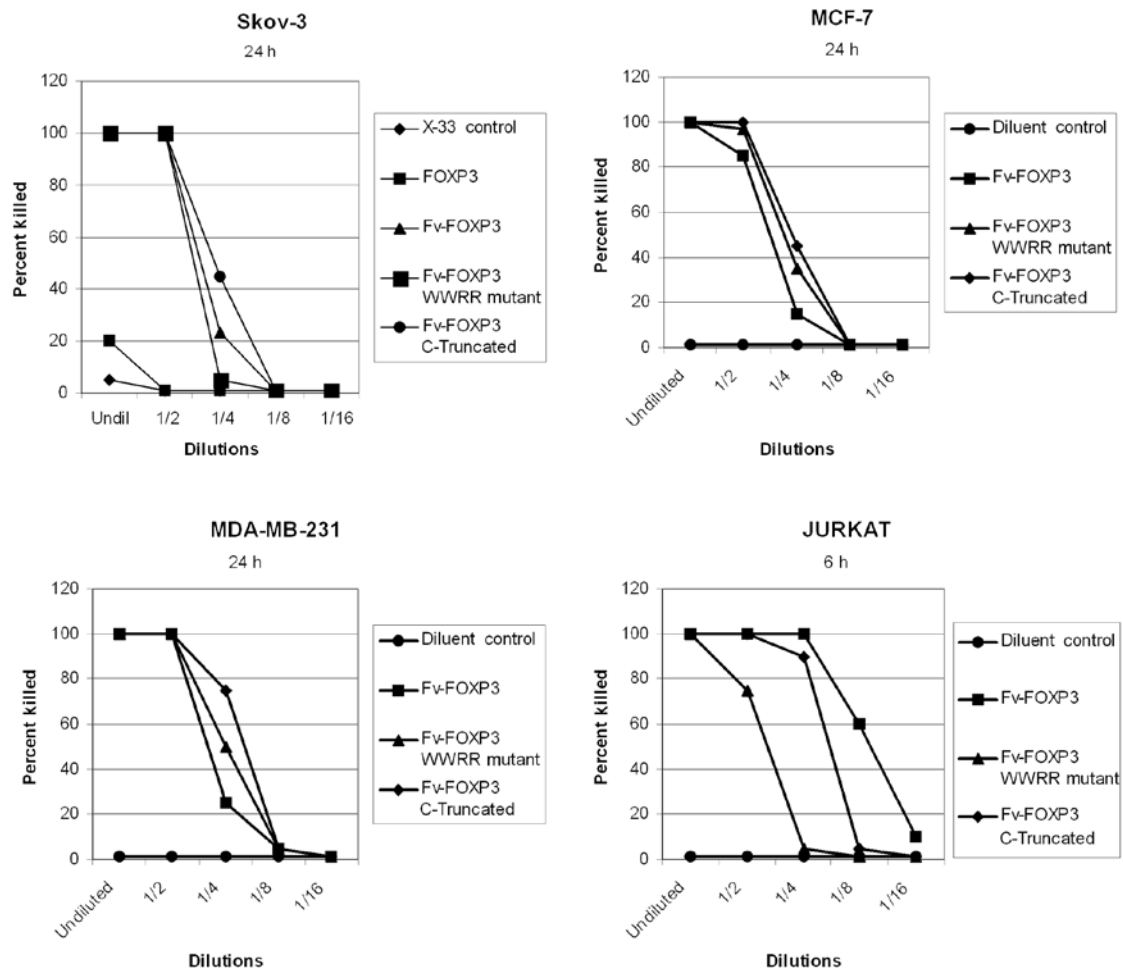 Skov-3
24 h
Percent killed
120
100
80
60
40
20
0
Undil 1/2 1/4 1/8 1/16
Dilutions
X-33 control
FOXP3
Fv-FOXP3
Fv-FOXP3
WWRR mutant
Fv-FOXP3
C-Truncated
MCF-7
24 h
Percent killed
120
100
80
60
40
20
0
Undiluted 1/2 1/4 1/8 1/16
Dilutions
Diluent control
Fv-FOXP3
Fv-FOXP3
WWRR mutant
Fv-FOXP3
C-Truncated
MDA-MB-231
24 h
Percent killed
120
100
80
60
40
20
0
Undiluted 1/2 1/4 1/8 1/16
Dilutions
Diluent control
Fv-FOXP3
Fv-FOXP3
WWRR mutant
Fv-FOXP3
C-Truncated
JURKAT
6 h
Percent killed
120
100
80
60
40
20
0
Undiluted 1/2 1/4 1/8 1/16
Dilutions
Diluent control
Fv-FOXP3
Fv-FOXP3
WWRR mutant
Fv-FOXP3
C-Truncated